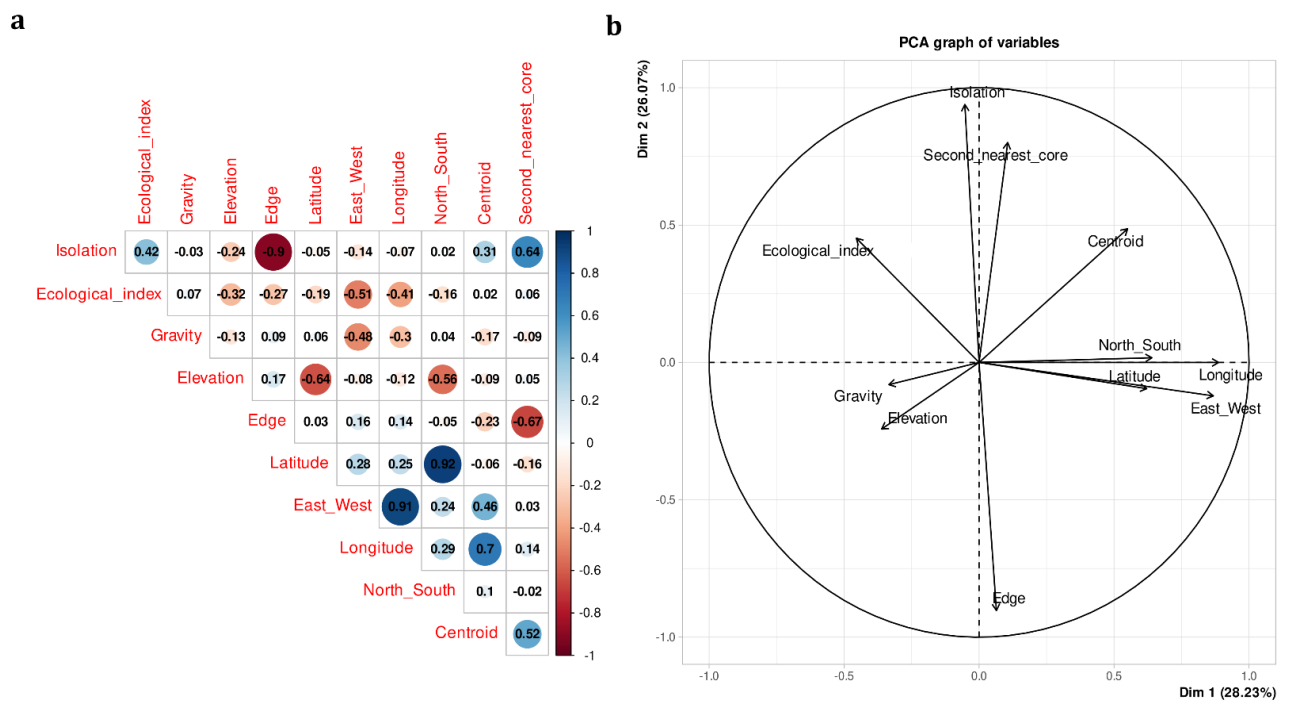 a
Ecological_index
Gravity
Elevation
Edge
Latitude
East_West
Longitude
North_South
Centroid
Second_nearest_core
Isolation 0.42 -0.03 -0.24 -0.9 -0.05 -0.14 -0.07 0.02 0.31 0.64
Ecological_index 0.07 -0.32 -0.27 -0.19 -0.51 -0.41 -0.16 0.02 0.06
Gravity -0.13 0.09 0.06 -0.48 -0.3 0.04 -0.17 -0.09
Elevation 0.17 -0.64 -0.08 -0.12 -0.56 -0.09 0.05
Edge 0.03 0.16 0.14 -0.05 -0.23 -0.67
Latitude 0.28 0.25 0.92 -0.06 -0.16
East_West 0.91 0.24 0.46 0.03
Longitude 0.29 0.7 0.14
North_South 0.1 -0.02
Centroid 0.52
1
0.8
0.6
0.4
0.2
0
-0.2
-0.4
-0.6
-0.8
-1
b
PCA graph of variables
Dim 2 (26.07%)
1.0
0.5
0.0
-0.5
-1.0
Isolation
Second_nearest_core
Centroid
Ecological_index
North_South
Latitude
Longitude
Gravity
East_West
Elevation
Edge
-1.0 -0.5 0.0 0.5 1.0
Dim 1 (28.23%)